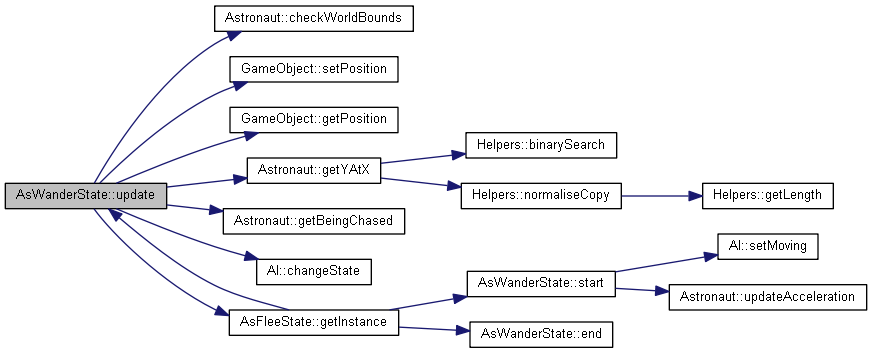 Astronaut::checkWorldBounds
GameObject::setPosition
GameObject::getPosition
Helpers::binarySearch
Astronaut::getYAtX
AsWanderState::update
Helpers::normaliseCopy
Helpers::getLength
Astronaut::getBeingChased
AI::setMoving
AI::changeState
AsWanderState::start
Astronaut::updateAcceleration
AsFleeState::getInstance
AsWanderState::end